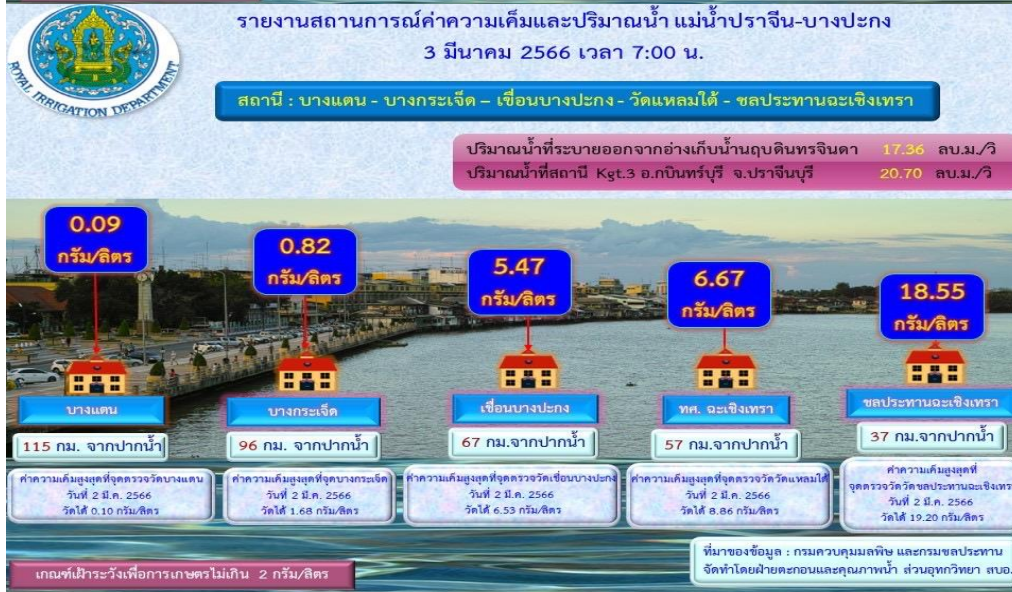 รายงานสถานการณ์ค่าความเค็มและปริมาณน้ำ แม่น้ำปราจีน-บางปะกง
3 มีนาคม 2566 เวลา 7:00 น.
ROYAL IRRIGATION DEPARTMENT
สถานี : บางแตน - บางกระเจ็ด – เขื่อนบางปะกง - วัดแหลมใต้ - ชลประทานฉะเชิงเทรา
ปริมาณน้ำที่ระบายออกจากอ่างเก็บน้ำนฤบดินทรจินดา 17.36 ลบ.ม./วิ
ปริมาณน้ำที่สถานี Kgt.3 อ.กบินทร์บุรี จ.ปราจีนบุรี 20.70 ลบ.ม./วิ
0.09
กรัม/ลิตร
บางแตน
115 กม. จากปากน้ำ
ค่าความเค็มสูงสุดที่จุดตรวจวัดบางแตน
วันที่ 2 มี.ค. 2566
วัดได้ 0.10 กรัม/ลิตร
0.82
กรัม/ลิตร
บางกระเจ็ด
96 กม. จากปากน้ำ
ค่าความเค็มสูงสุดที่จุดบางกระเจ็ด
วันที่ 2 มี.ค. 2566
วัดได้ 1.68 กรัม/ลิตร
5.47
กรัม/ลิตร
เขื่อนบางปะกง
67 กม.จากปากน้ำ
ค่าความเค็มสูงสุดที่จุดตรวจวัดเขื่อนบางปะกง
วันที่ 2 มี.ค. 2566
วัดได้ 6.53 กรัม/ลิตร
6.67
กรัม/ลิตร
ทศ. ฉะเชิงเทรา
57 กม.จากปากน้ำ
ค่าความเค็มสูงสุดที่จุดตรวจวัดวัดแหลมใต้
วันที่ 2 มี.ค. 2566
วัดได้ 8.86 กรัม/ลิตร
18.55
กรัม/ลิตร
ชลประทานฉะเชิงเทรา
37 กม.จากปากน้ำ
ค่าความเค็มสูงสุดที่
จุดตรวจวัดวัดชลประทานฉะเชิงเทรา
วันที่ 2 มี.ค. 2566
วัดได้ 19.20 กรัม/ลิตร
เกณฑ์เฝ้าระวังเพื่อการเกษตรไม่เกิน 2 กรัม/ลิตร
ที่มาของข้อมูล : กรมควบคุมมลพิษ และกรมชลประทาน
จัดทำโดยฝ่ายตะกอนและคุณภาพน้ำ ส่วนอุทกวิทยา สบอ.